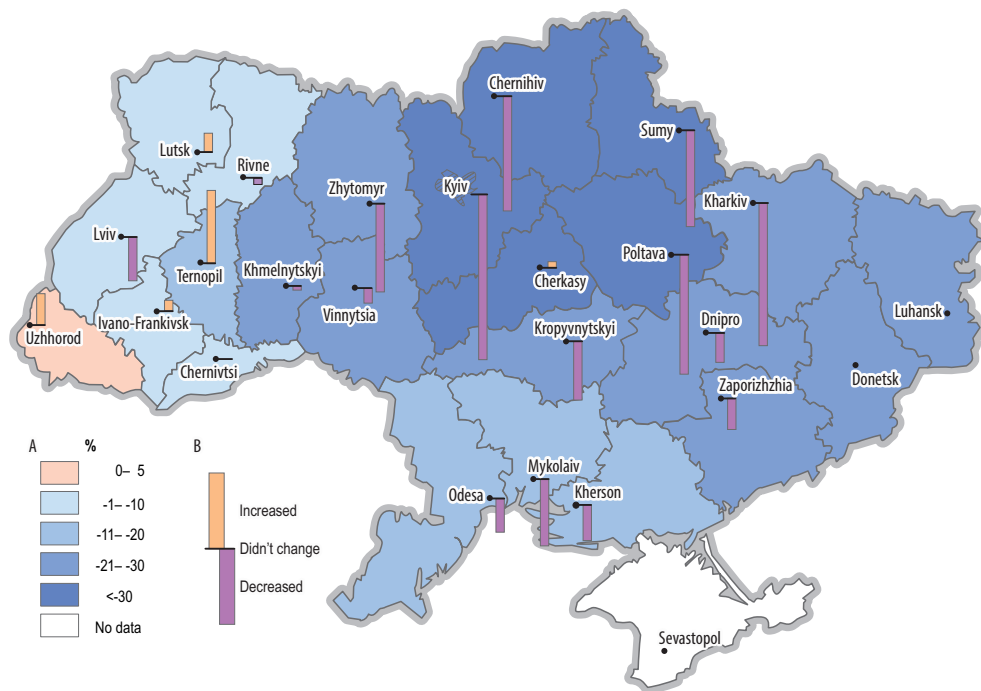 Chernihiv
Sumy
Lutsk
Rivne
Zhytomyr
Kyiv
Kharkiv
Lviv
Ternopil
Khmelnytskyi
Poltava
Cherkasy
Vinnytsia
Uzhhorod
Ivano-Frankivsk
Kropyvnytskyi
Dnipro
Luhansk
Chernivtsi
Donetsk
Zaporizhzhia
Mykolaiv
Odesa
Kherson
Sevastopol
A % B
0– 5
-1– -10
-11– -20
-21– -30
<-30
No data
Increased
Didn't change
Decreased